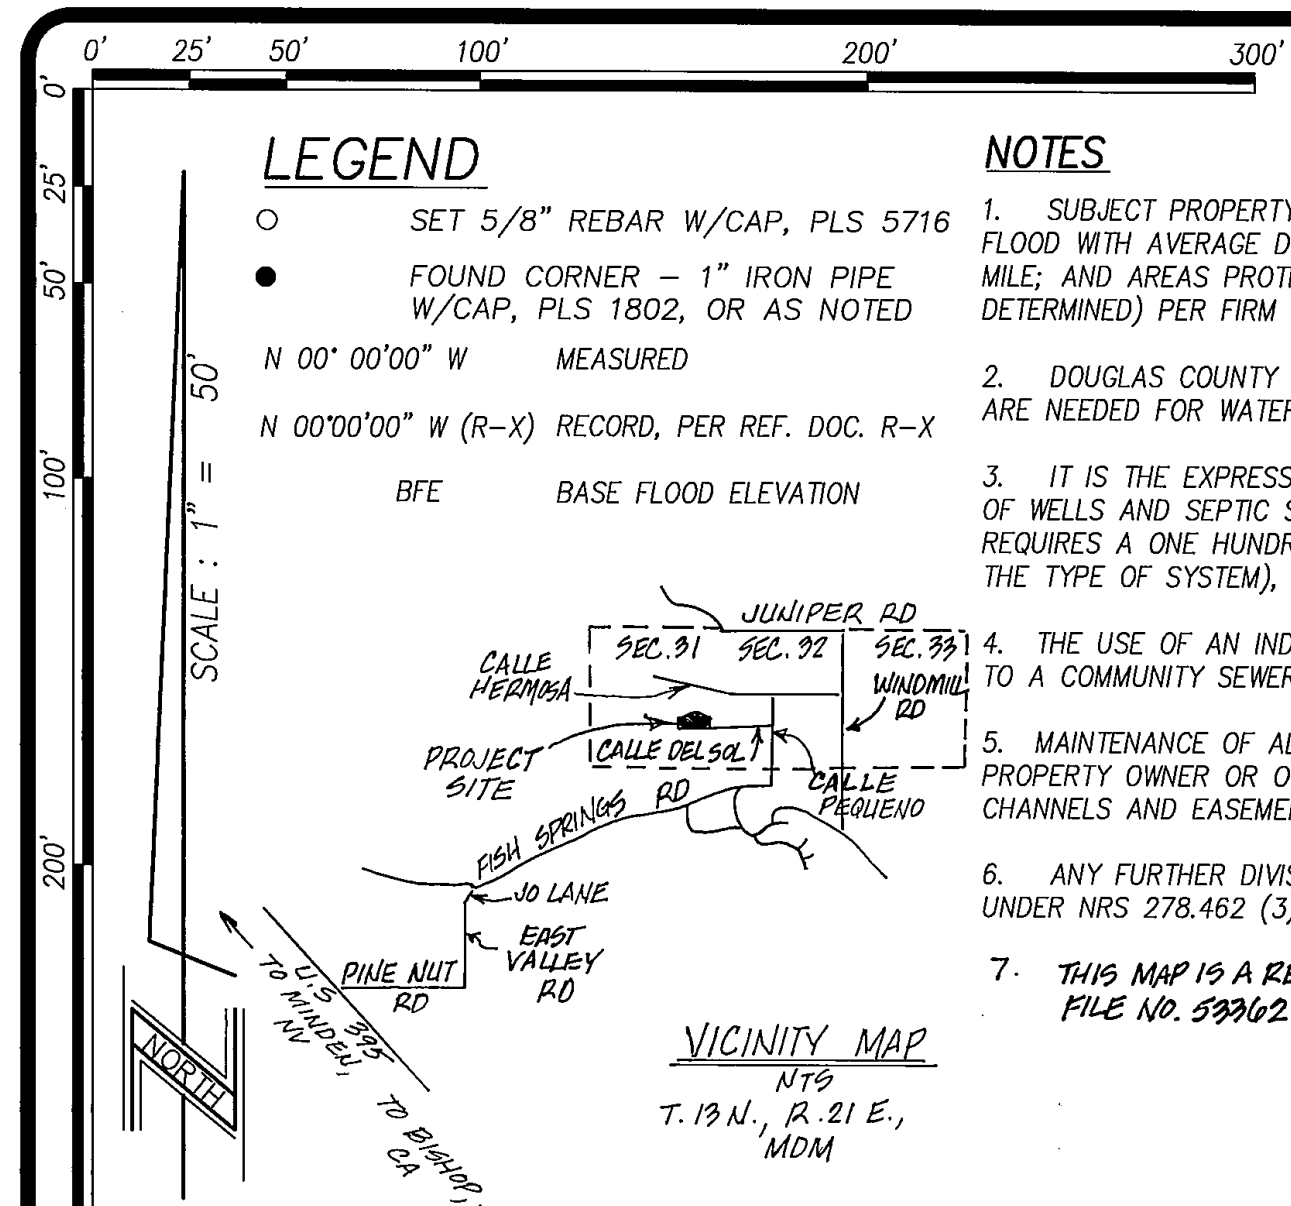 0' 25' 50' 100' 200' 300'
0'
25'
50'
100'
200'
SCALE : 1" = 50'
NORTH
LEGEND
SET 5/8" REBAR W/CAP, PLS 5716
FOUND CORNER – 1" IRON PIPE
W/CAP, PLS 1802, OR AS NOTED
N 00° 00'00" W MEASURED
N 00°00'00" W (R–X) RECORD, PER REF. DOC. R–X
BFE BASE FLOOD ELEVATION
JUNIPER RD
SEC. 31 SEC. 32 SEC. 33
CALLE
HERMOSA
WINDMILL
RD
PROJECT
SITE
CALLE DEL SOL
CALLE
PEQUENO
FISH SPRINGS RD
JO LANE
EAST
VALLEY
RD
PINE NUT
RD
U.S 395
TO MINDEN,
NV
TO BISHOP,
CA
VICINITY MAP
NTS
T. 13 N., R. 21 E.,
MDM
NOTES
1. SUBJECT PROPERTY
FLOOD WITH AVERAGE D
MILE; AND AREAS PROT
DETERMINED) PER FIRM
2. DOUGLAS COUNTY
ARE NEEDED FOR WATER
3. IT IS THE EXPRESS
OF WELLS AND SEPTIC S
REQUIRES A ONE HUNDR
THE TYPE OF SYSTEM),
4. THE USE OF AN IND
TO A COMMUNITY SEWER
5. MAINTENANCE OF AL
PROPERTY OWNER OR O
CHANNELS AND EASEME
6. ANY FURTHER DIVIS
UNDER NRS 278.462 (3)
7. THIS MAP IS A RE
FILE NO. 53362